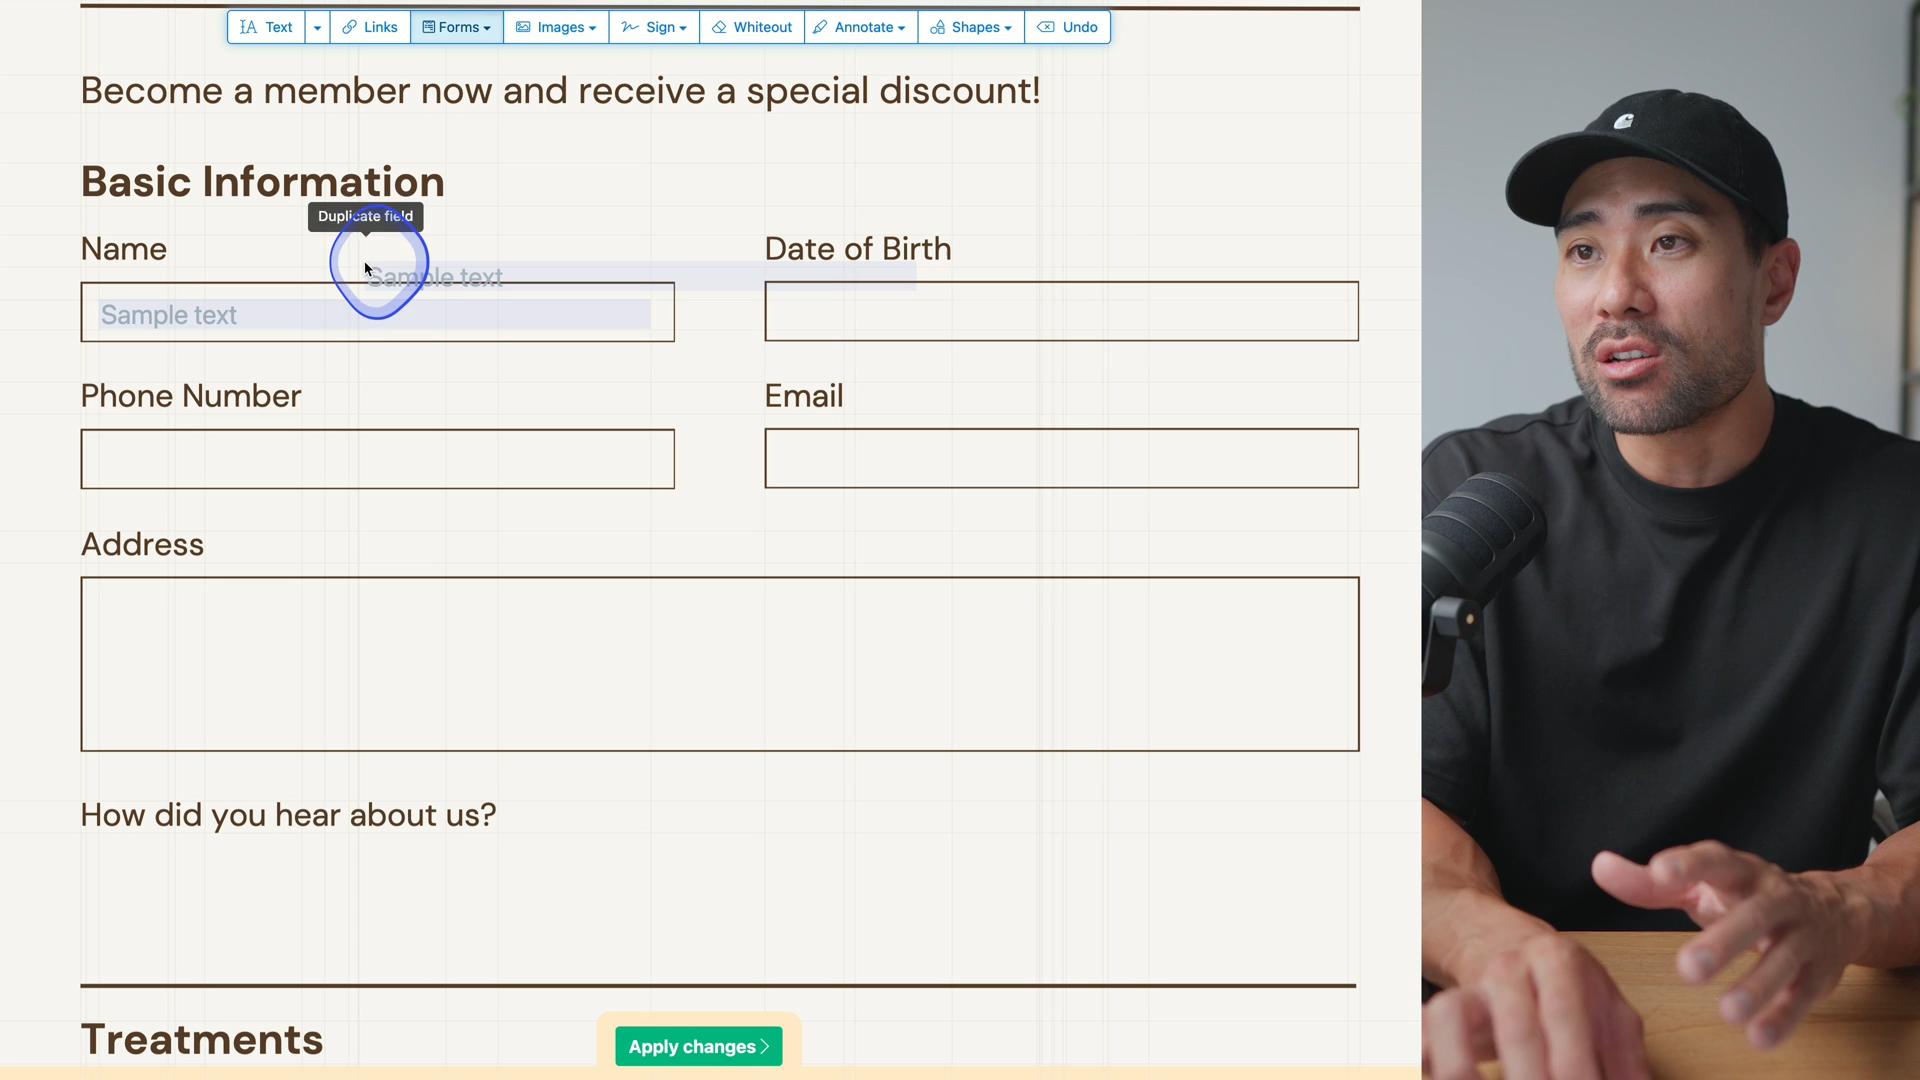 Text
Links
Forms
Images
Sign
Whiteout
Annotate
Shapes
Undo
Become a member now and receive a special discount!
Basic Information
Duplicate field
Name
Date of Birth
Sample text
Sample text
Phone Number
Email
Address
How did you hear about us?
Treatments
Apply changes